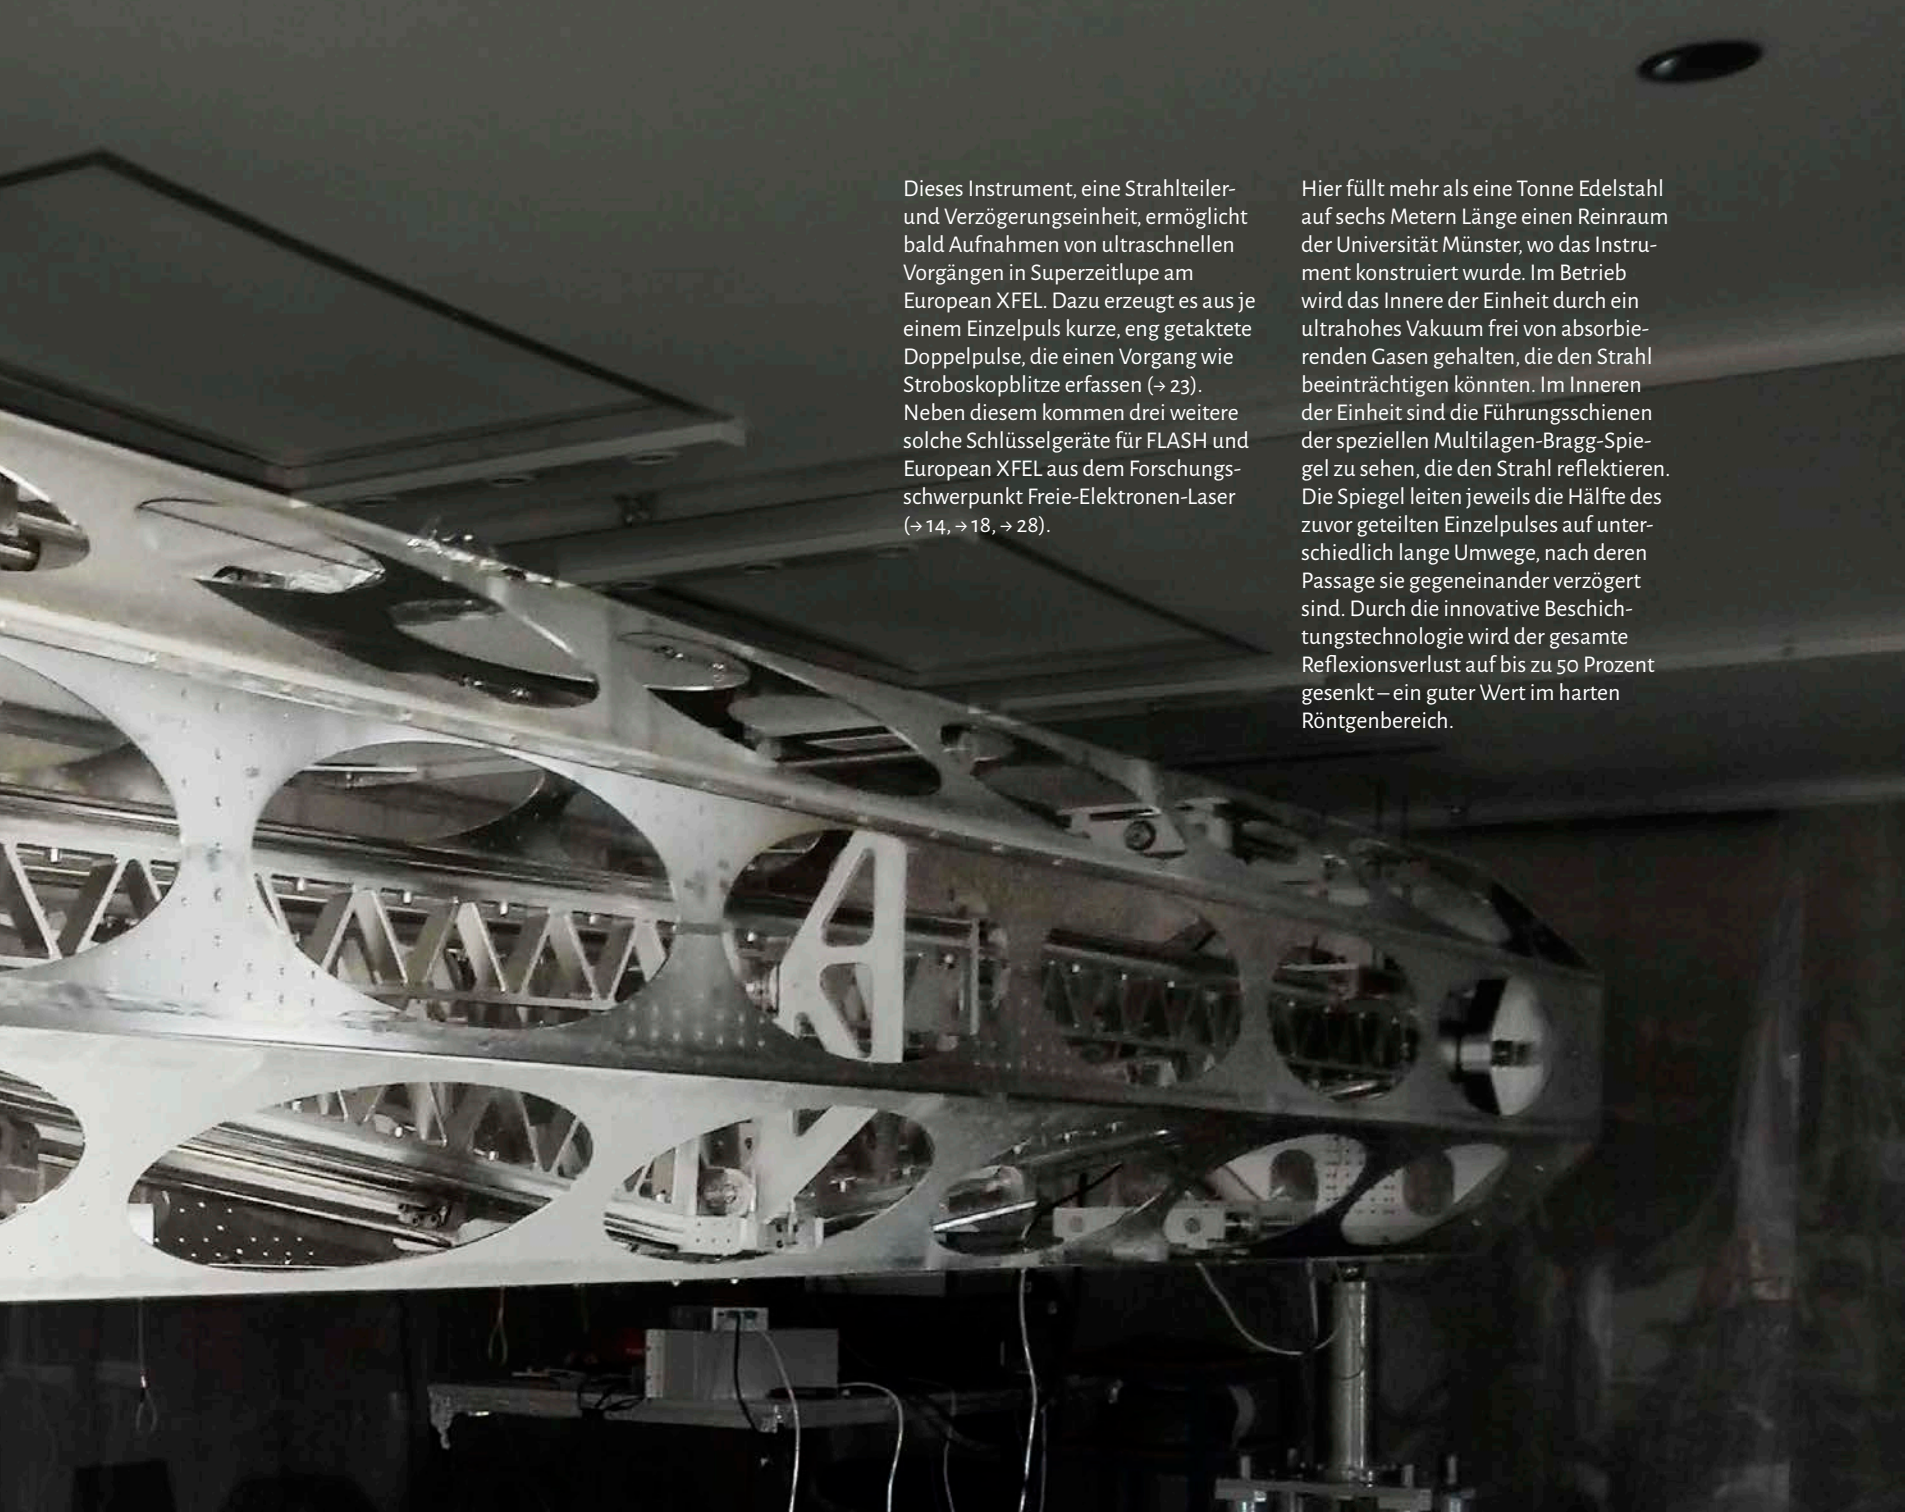 Dieses Instrument, eine Strahlteiler-
und Verzögerungseinheit, ermöglicht
bald Aufnahmen von ultraschnellen
Vorgängen in Superzeitlupe am
European XFEL. Dazu erzeugt es aus je
einem Einzelpuls kurze, eng getaktete
Doppelpulse, die einen Vorgang wie
Stroboskopblitze erfassen (→ 23).
Neben diesem kommen drei weitere
solche Schlüsselgeräte für FLASH und
European XFEL aus dem Forschungs-
schwerpunkt Freie-Elektronen-Laser
(→ 14, → 18, → 28).
Hier füllt mehr als eine Tonne Edelstahl
auf sechs Metern Länge einen Reinraum
der Universität Münster, wo das Instru-
ment konstruiert wurde. Im Betrieb
wird das Innere der Einheit durch ein
ultrahohes Vakuum frei von absorbie-
renden Gasen gehalten, die den Strahl
beeinträchtigen könnten. Im Inneren
der Einheit sind die Führungsschienen
der speziellen Multilagen-Bragg-Spie-
gel zu sehen, die den Strahl reflektieren.
Die Spiegel leiten jeweils die Hälfte des
zuvor geteilten Einzelpulses auf unter-
schiedlich lange Umwege, nach deren
Passage sie gegeneinander verzögert
sind. Durch die innovative Beschich-
tungstechnologie wird der gesamte
Reflexionsverlust auf bis zu 50 Prozent
gesenkt – ein guter Wert im harten
Röntgenbereich.